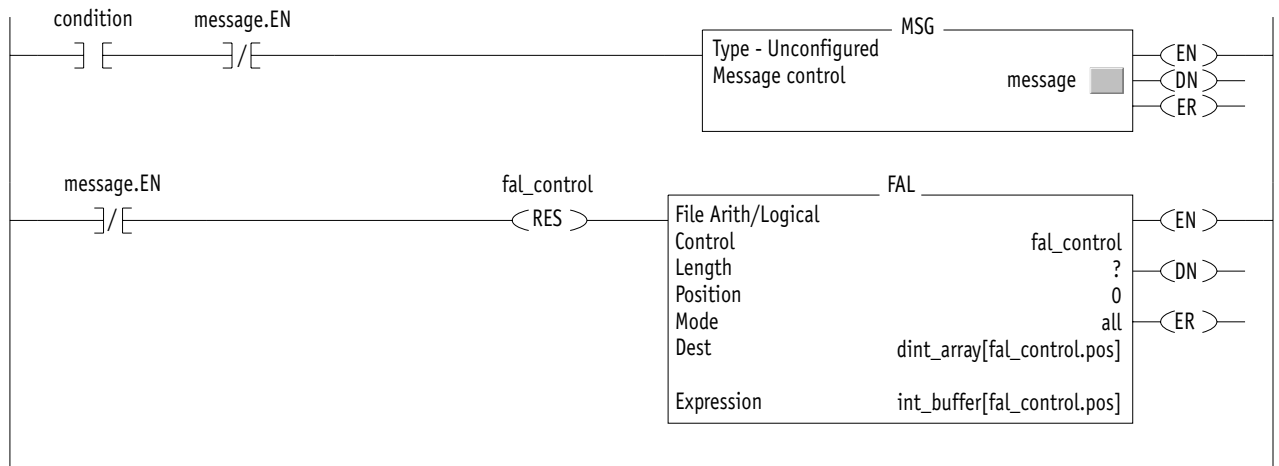 condition message.EN
MSG
Type - Unconfigured
Message control message
EN
DN
ER
message.EN fal_control
RES
FAL
File Arith/Logical
Control fal_control
Length ?
Position 0
Mode all
Dest dint_array[fal_control.pos]
Expression int_buffer[fal_control.pos]
EN
DN
ER